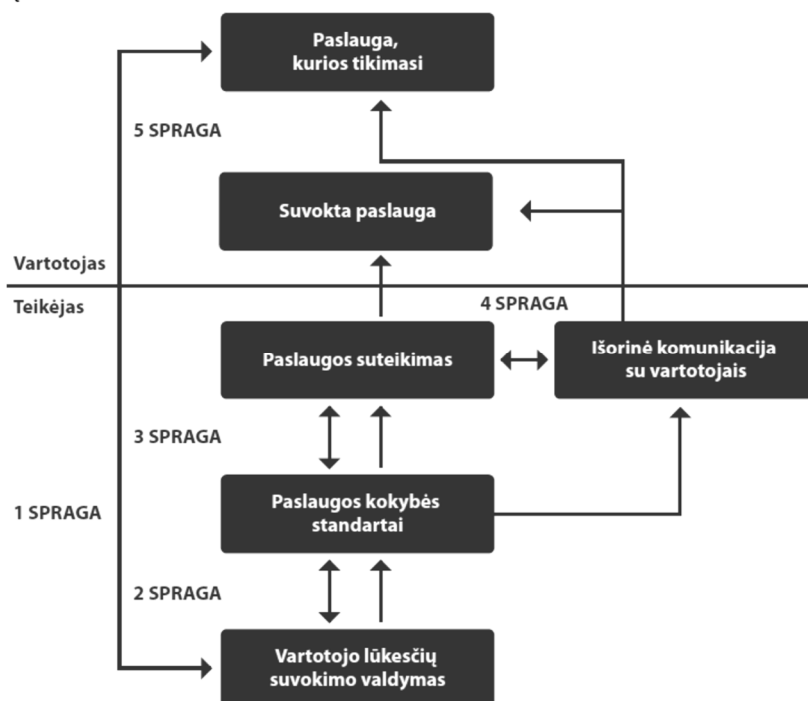 Paslauga,
kurios tikimasi
5 SPRAGA
Suvokta paslauga
Vartotojas
Teikėjas
4 SPRAGA
Paslaugos suteikimas
Išorinė komunikacija
su vartotojais
3 SPRAGA
Paslaugos kokybės
standartai
1 SPRAGA
2 SPRAGA
Vartotojo lūkesčių
suvokimo valdymas